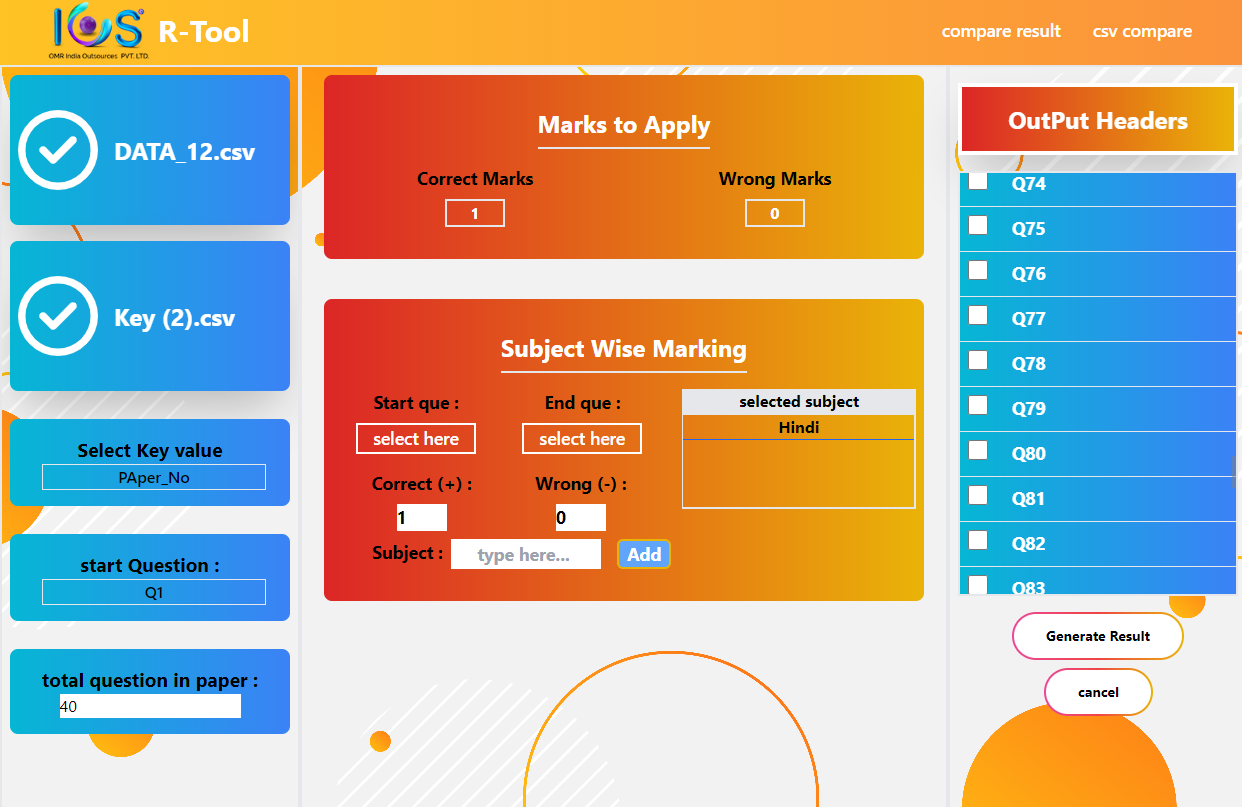 IOS
OMR India Outsources PVT. LTD.
R-Tool
compare result
csv compare
DATA_12.csv
Key (2).csv
Select Key value
PAper_No
start Question :
Q1
total question in paper :
40
Marks to Apply
Correct Marks
Wrong Marks
1
0
Subject Wise Marking
Start que :
End que :
select here
select here
Correct (+) :
Wrong (-) :
1
0
Subject :
type here...
Add
selected subject
Hindi
OutPut Headers
Q74
Q75
Q76
Q77
Q78
Q79
Q80
Q81
Q82
Q83
Generate Result
cancel